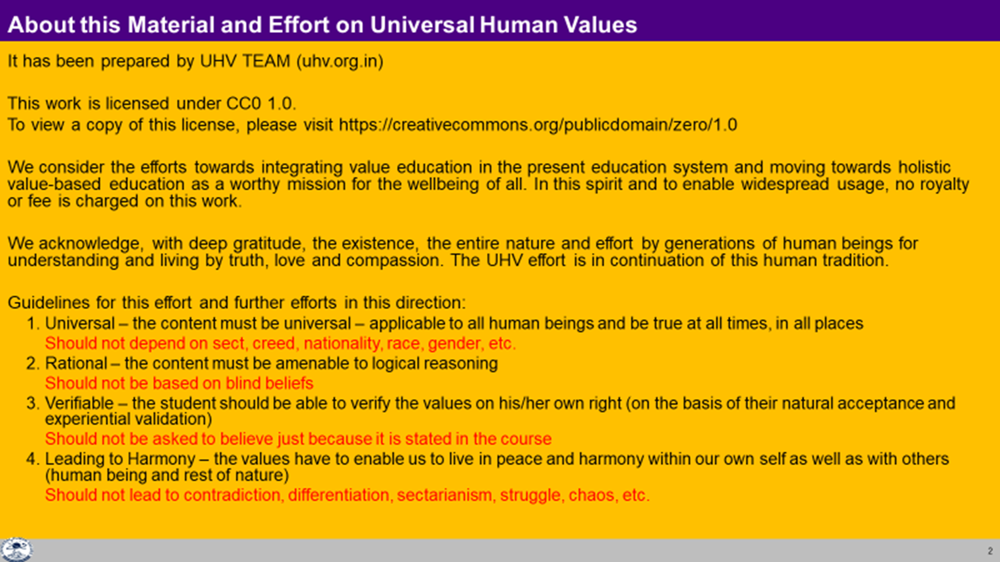 About this Material and Effort on Universal Human Values
It has been prepared by UHV TEAM (uhv.org.in)
This work is licensed under CC0 1.0.
To view a copy of this license, please visit https://creativecommons.org/publicdomain/zero/1.0
We consider the efforts towards integrating value education in the present education system and moving towards holistic
value-based education as a worthy mission for the wellbeing of all. In this spirit and to enable widespread usage, no royalty
or fee is charged on this work.
We acknowledge, with deep gratitude, the existence, the entire nature and effort by generations of human beings for
understanding and living by truth, love and compassion. The UHV effort is in continuation of this human tradition.
Guidelines for this effort and further efforts in this direction:
1. Universal – the content must be universal – applicable to all human beings and be true at all times, in all places
Should not depend on sect, creed, nationality, race, gender, etc.
2. Rational – the content must be amenable to logical reasoning
Should not be based on blind beliefs
3. Verifiable – the student should be able to verify the values on his/her own right (on the basis of their natural acceptance and
experiential validation)
Should not be asked to believe just because it is stated in the course
4. Leading to Harmony – the values have to enable us to live in peace and harmony within our own self as well as with others
(human being and rest of nature)
Should not lead to contradiction, differentiation, sectarianism, struggle, chaos, etc.
2